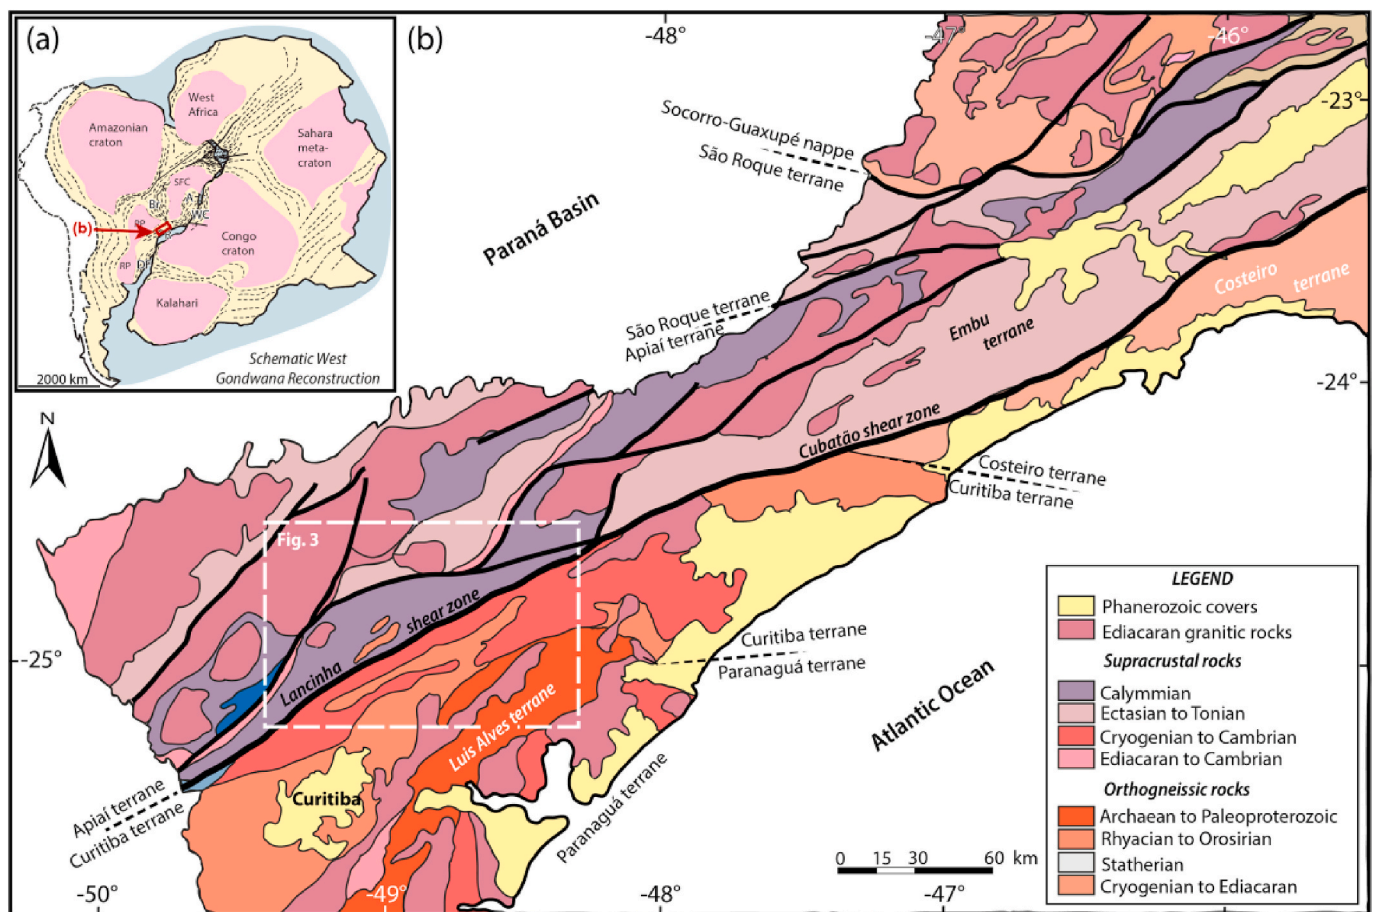 (a)
West
Africa
Amazonian
craton
Sahara
meta-
craton
SFC
Br
A
WC
RP
(b)
Congo
craton
RP
DF
Kalahari
2000 km
Schematic West
Gondwana Reconstruction
(b)
-48°
-47°
-46°
-23°
-24°
-25°
-50°
-49°
-48°
-47°
N
Socorro-Guaxupé nappe
São Roque terrane
Paraná Basin
São Roque terrane
Apiaí terrane
Embu
terrane
Costeiro
terrane
Cubatão shear zone
Costeiro terrane
Curitiba terrane
Fig. 3
Lancinha
shear zone
Luis Alves terrane
Curitiba terrane
Paranaguá terrane
Atlantic Ocean
Curitiba
Paranaguá terrane
Apiaí terrane
Curitiba terrane
0 15 30 60 km
LEGEND
Phanerozoic covers
Ediacaran granitic rocks
Supracrustal rocks
Calymmian
Ectasian to Tonian
Cryogenian to Cambrian
Ediacaran to Cambrian
Orthogneissic rocks
Archaean to Paleoproterozoic
Rhyacian to Orosirian
Statherian
Cryogenian to Ediacaran